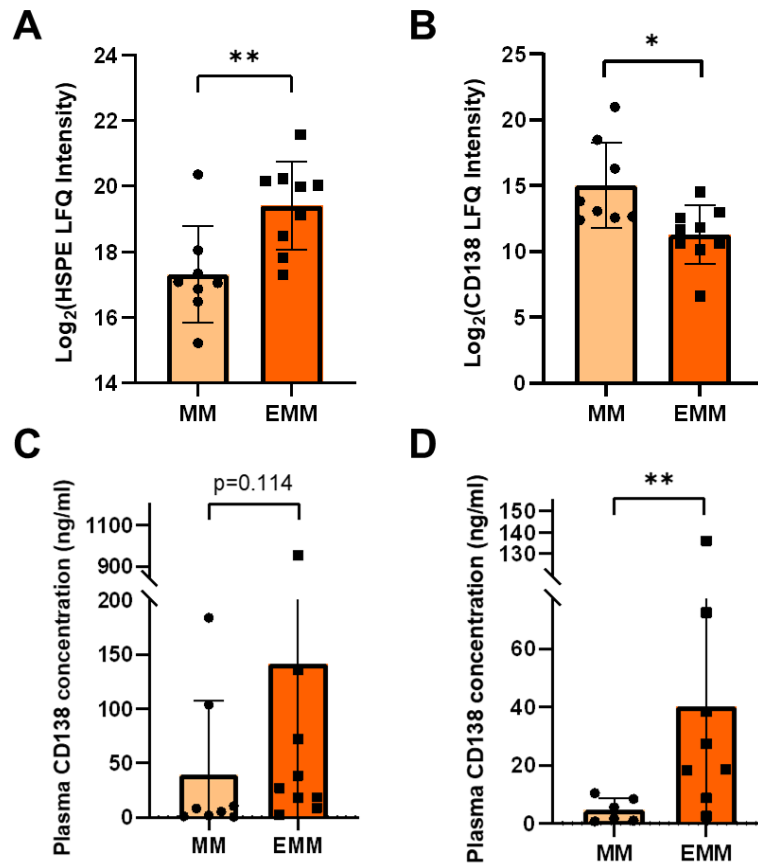 A
Log₂(HSPE LFQ Intensity)
24
22
20
18
16
14
**
MM
EMM
B
Log₂(CD138 LFQ Intensity)
25
20
15
10
5
0
*
MM
EMM
C
Plasma CD138 concentration (ng/ml)
1100
900
200
150
100
50
0
p=0.114
MM
EMM
D
Plasma CD138 concentration (ng/ml)
150
140
130
60
40
20
0
**
MM
EMM